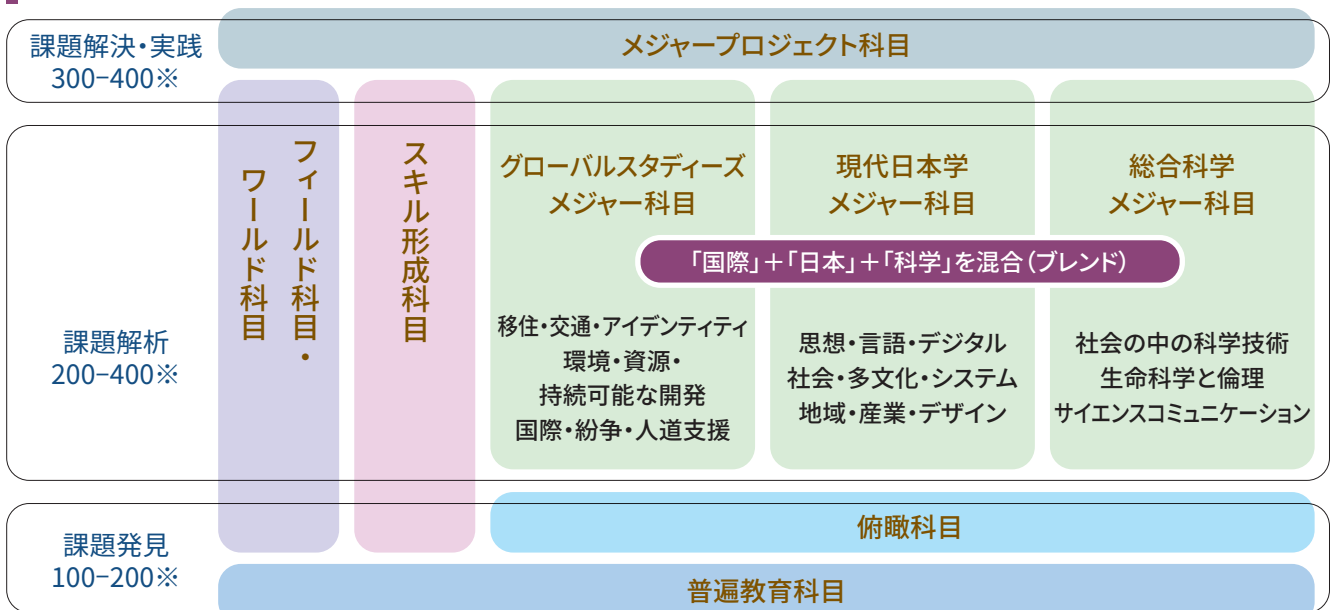 課題解決・実践
300-400※
メジャープロジェクト科目
フィールド科目・
ワールド科目
スキル形成科目
グローバルスタディーズ
メジャー科目
現代日本学
メジャー科目
総合科学
メジャー科目
「国際」＋「日本」＋「科学」を混合（ブレンド）
課題解析
200-400※
移住・交通・アイデンティティ
環境・資源・
持続可能な開発
国際・紛争・人道支援
思想・言語・デジタル
社会・多文化・システム
地域・産業・デザイン
社会の中の科学技術
生命科学と倫理
サイエンスコミュニケーション
課題発見
100-200※
俯瞰科目
普遍教育科目